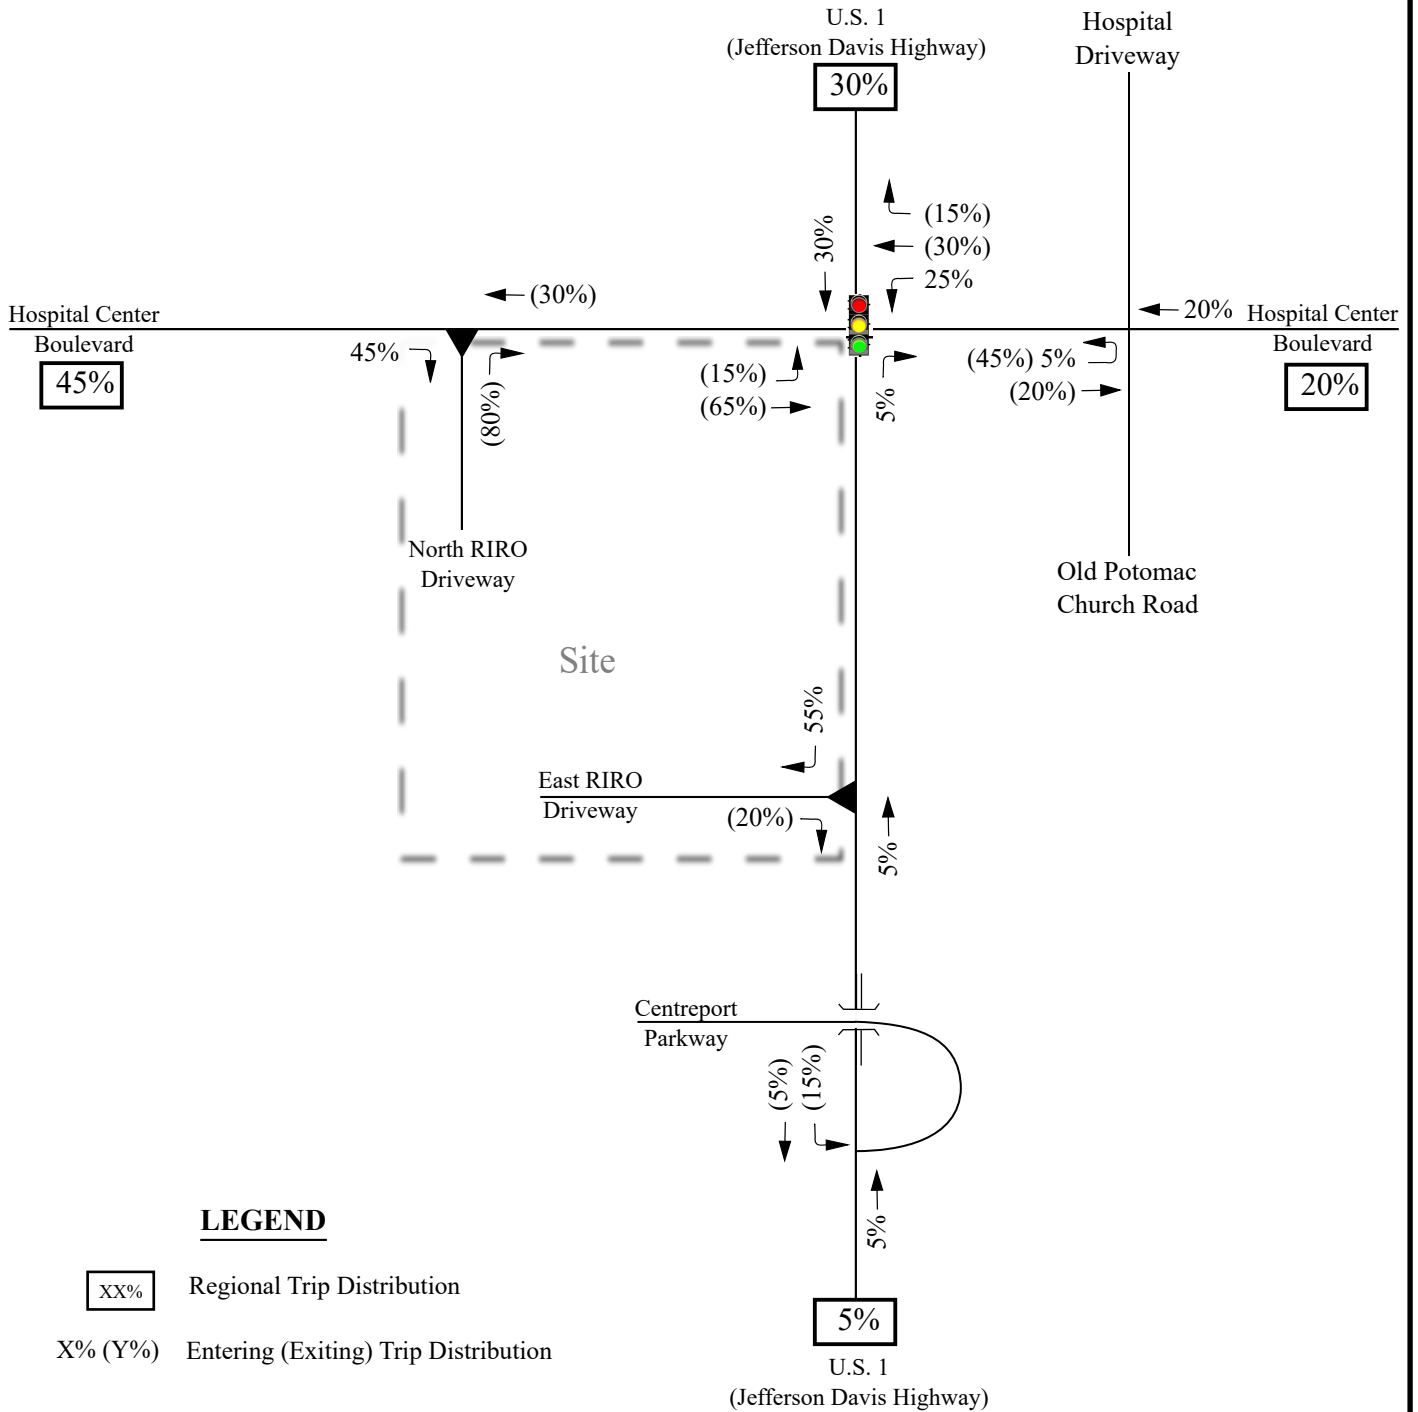 U.S. 1
(Jefferson Davis Highway)
30%
Hospital
Driveway
30%
(15%)
(30%)
25%
(30%)
20%
Hospital Center
Boulevard
45%
Hospital Center
Boulevard
20%
45%
(80%)
(15%)
(65%)
5%
(45%) 5%
(20%)
North RIRO
Driveway
Old Potomac
Church Road
Site
55%
East RIRO
Driveway
(20%)
5%
Centreport
Parkway
(5%)
(15%)
5%
5%
U.S. 1
(Jefferson Davis Highway)
LEGEND
XX% Regional Trip Distribution
X% (Y%) Entering (Exiting) Trip Distribution